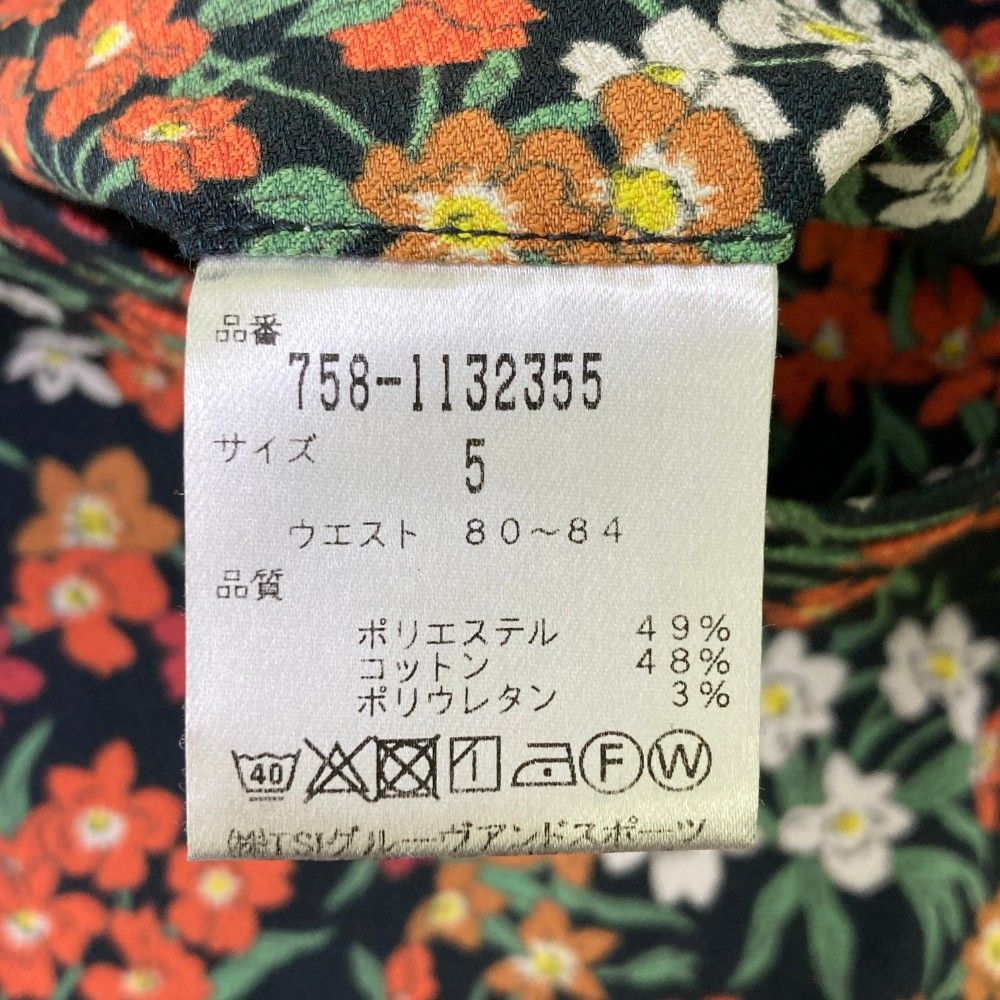 品番
758-1132355
サイズ 5
ウエスト 80～84
品質
ポリエステル 49%
コットン 48%
ポリウレタン 3%
40 F W
㈱TSIグルーヴアンドスポーツ